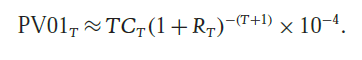 PV01_T ≈ TC_T(1 + R_T)^{-(T+1)} × 10^{-4}.